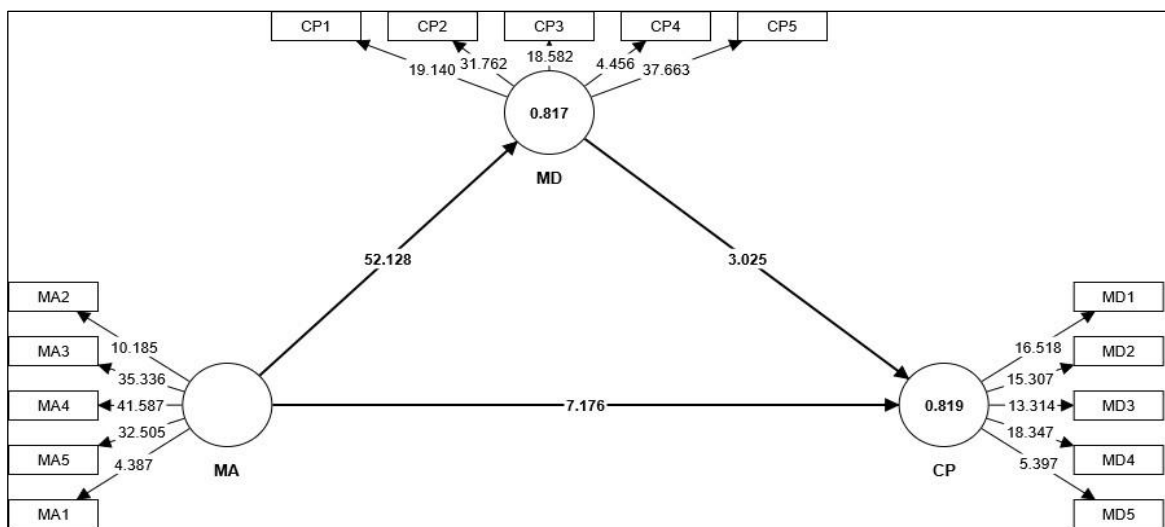 CP1 CP2 CP3 CP4 CP5
19.140 31.762 18.582 4.456 37.663
0.817
MD
52.128 3.025
MA2
10.185
MA3
35.336
MA4
41.587
MA5
32.505
MA1
4.387
MA
7.176
0.819
CP
MD1
16.518
MD2
15.307
MD3
13.314
MD4
18.347
MD5
5.397